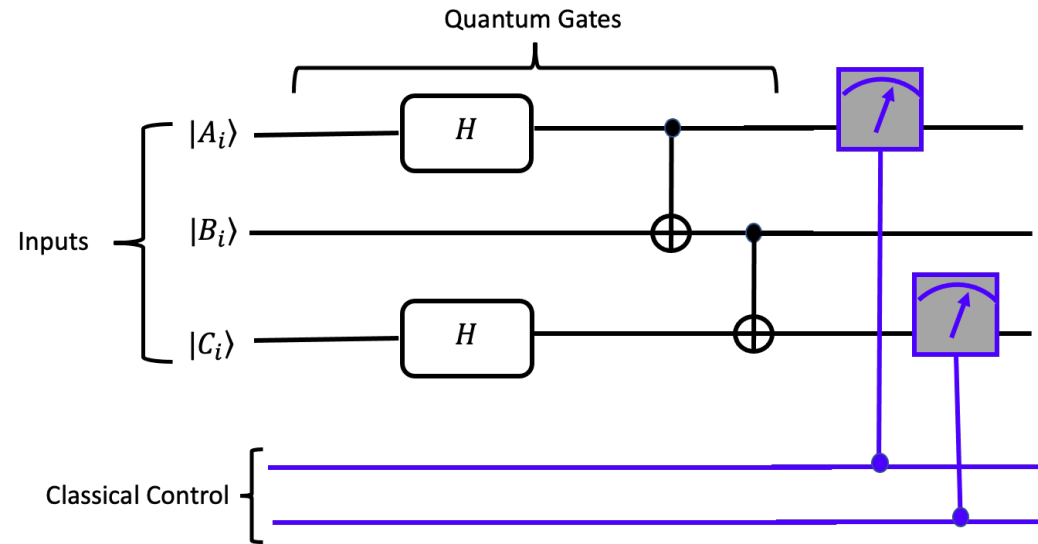 Quantum Gates
|A_i⟩
H
|B_i⟩
Inputs
|C_i⟩
H
Classical Control